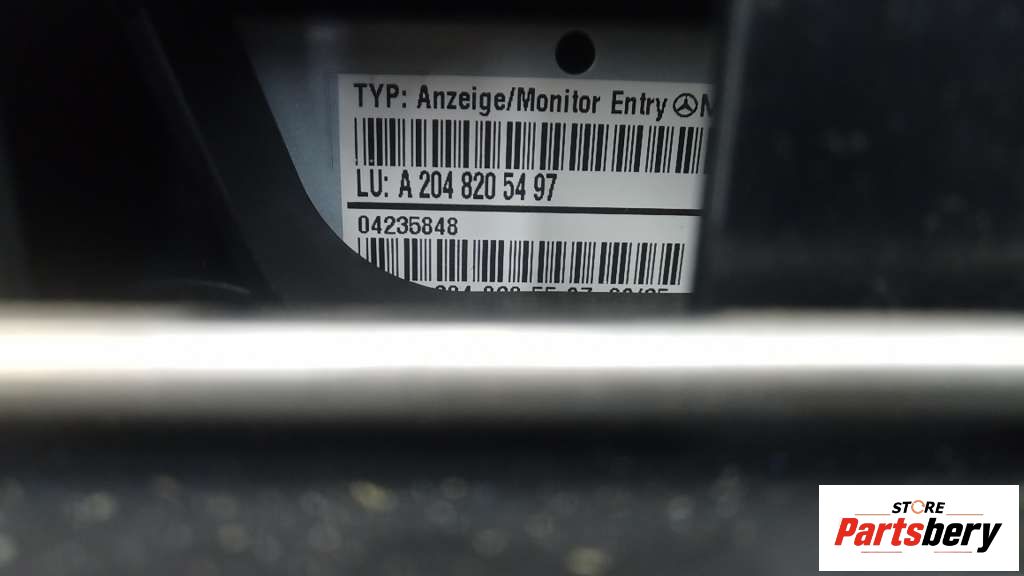 TYP: Anzeige/Monitor Entry
LU: A 204 820 54 97
04235848
STORE
Partsbery